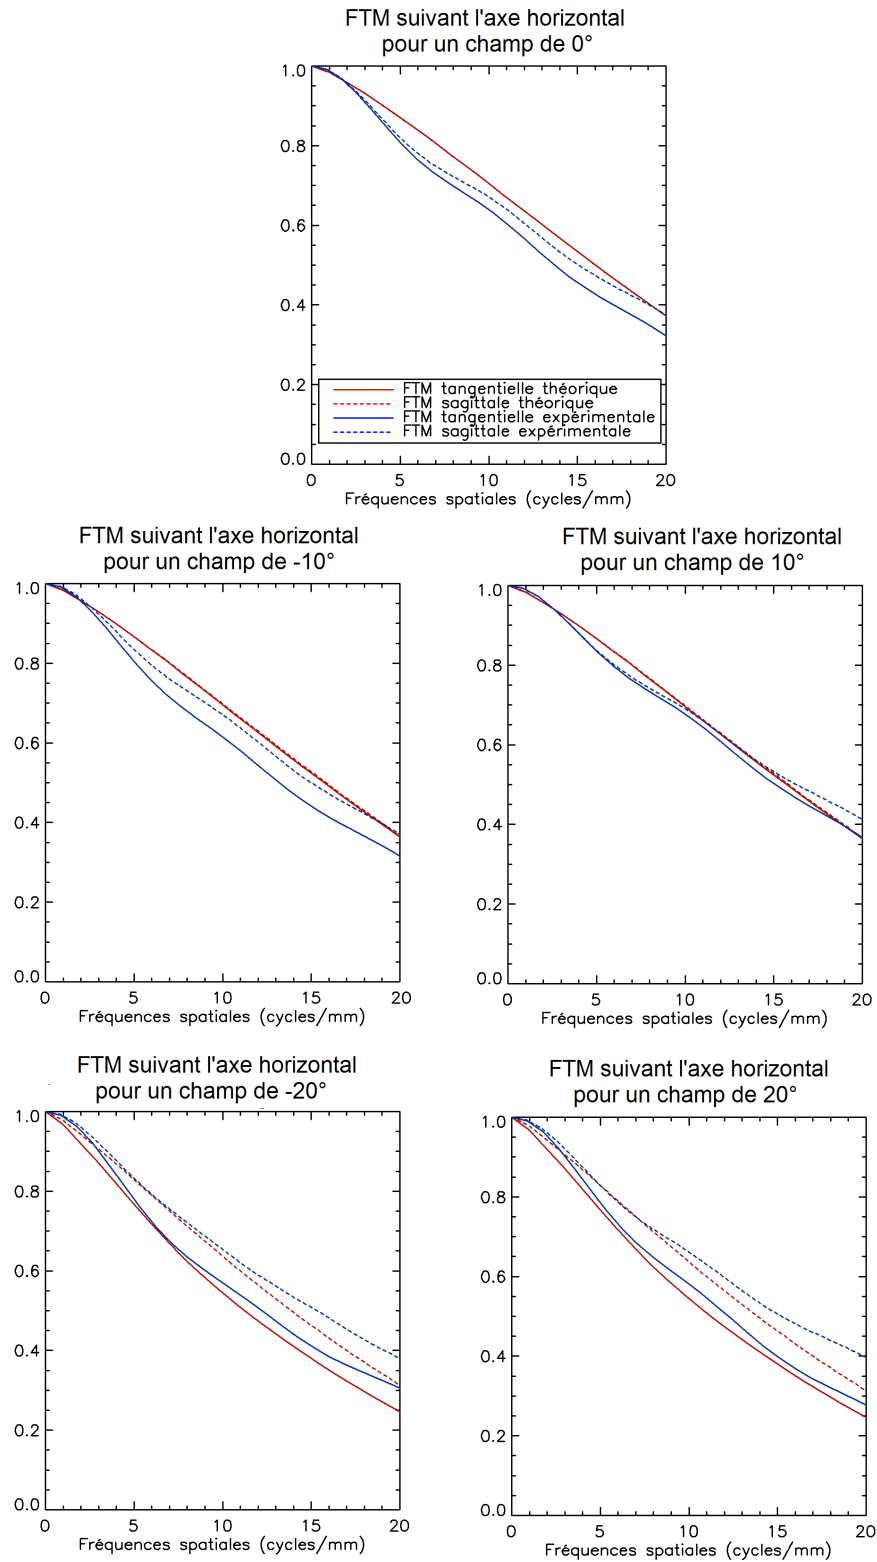 FTM suivant l'axe horizontal
pour un champ de 0°
1.0
0.8
0.6
0.4
0.2
0.0
FTM tangentielle théorique
FTM sagittale théorique
FTM tangentielle expérimentale
FTM sagittale expérimentale
0 5 10 15 20
Fréquences spatiales (cycles/mm)
FTM suivant l'axe horizontal
pour un champ de -10°
1.0
0.8
0.6
0.4
0.2
0.0
0 5 10 15 20
Fréquences spatiales (cycles/mm)
FTM suivant l'axe horizontal
pour un champ de 10°
1.0
0.8
0.6
0.4
0.2
0.0
0 5 10 15 20
Fréquences spatiales (cycles/mm)
FTM suivant l'axe horizontal
pour un champ de -20°
1.0
0.8
0.6
0.4
0.2
0.0
0 5 10 15 20
Fréquences spatiales (cycles/mm)
FTM suivant l'axe horizontal
pour un champ de 20°
1.0
0.8
0.6
0.4
0.2
0.0
0 5 10 15 20
Fréquences spatiales (cycles/mm)